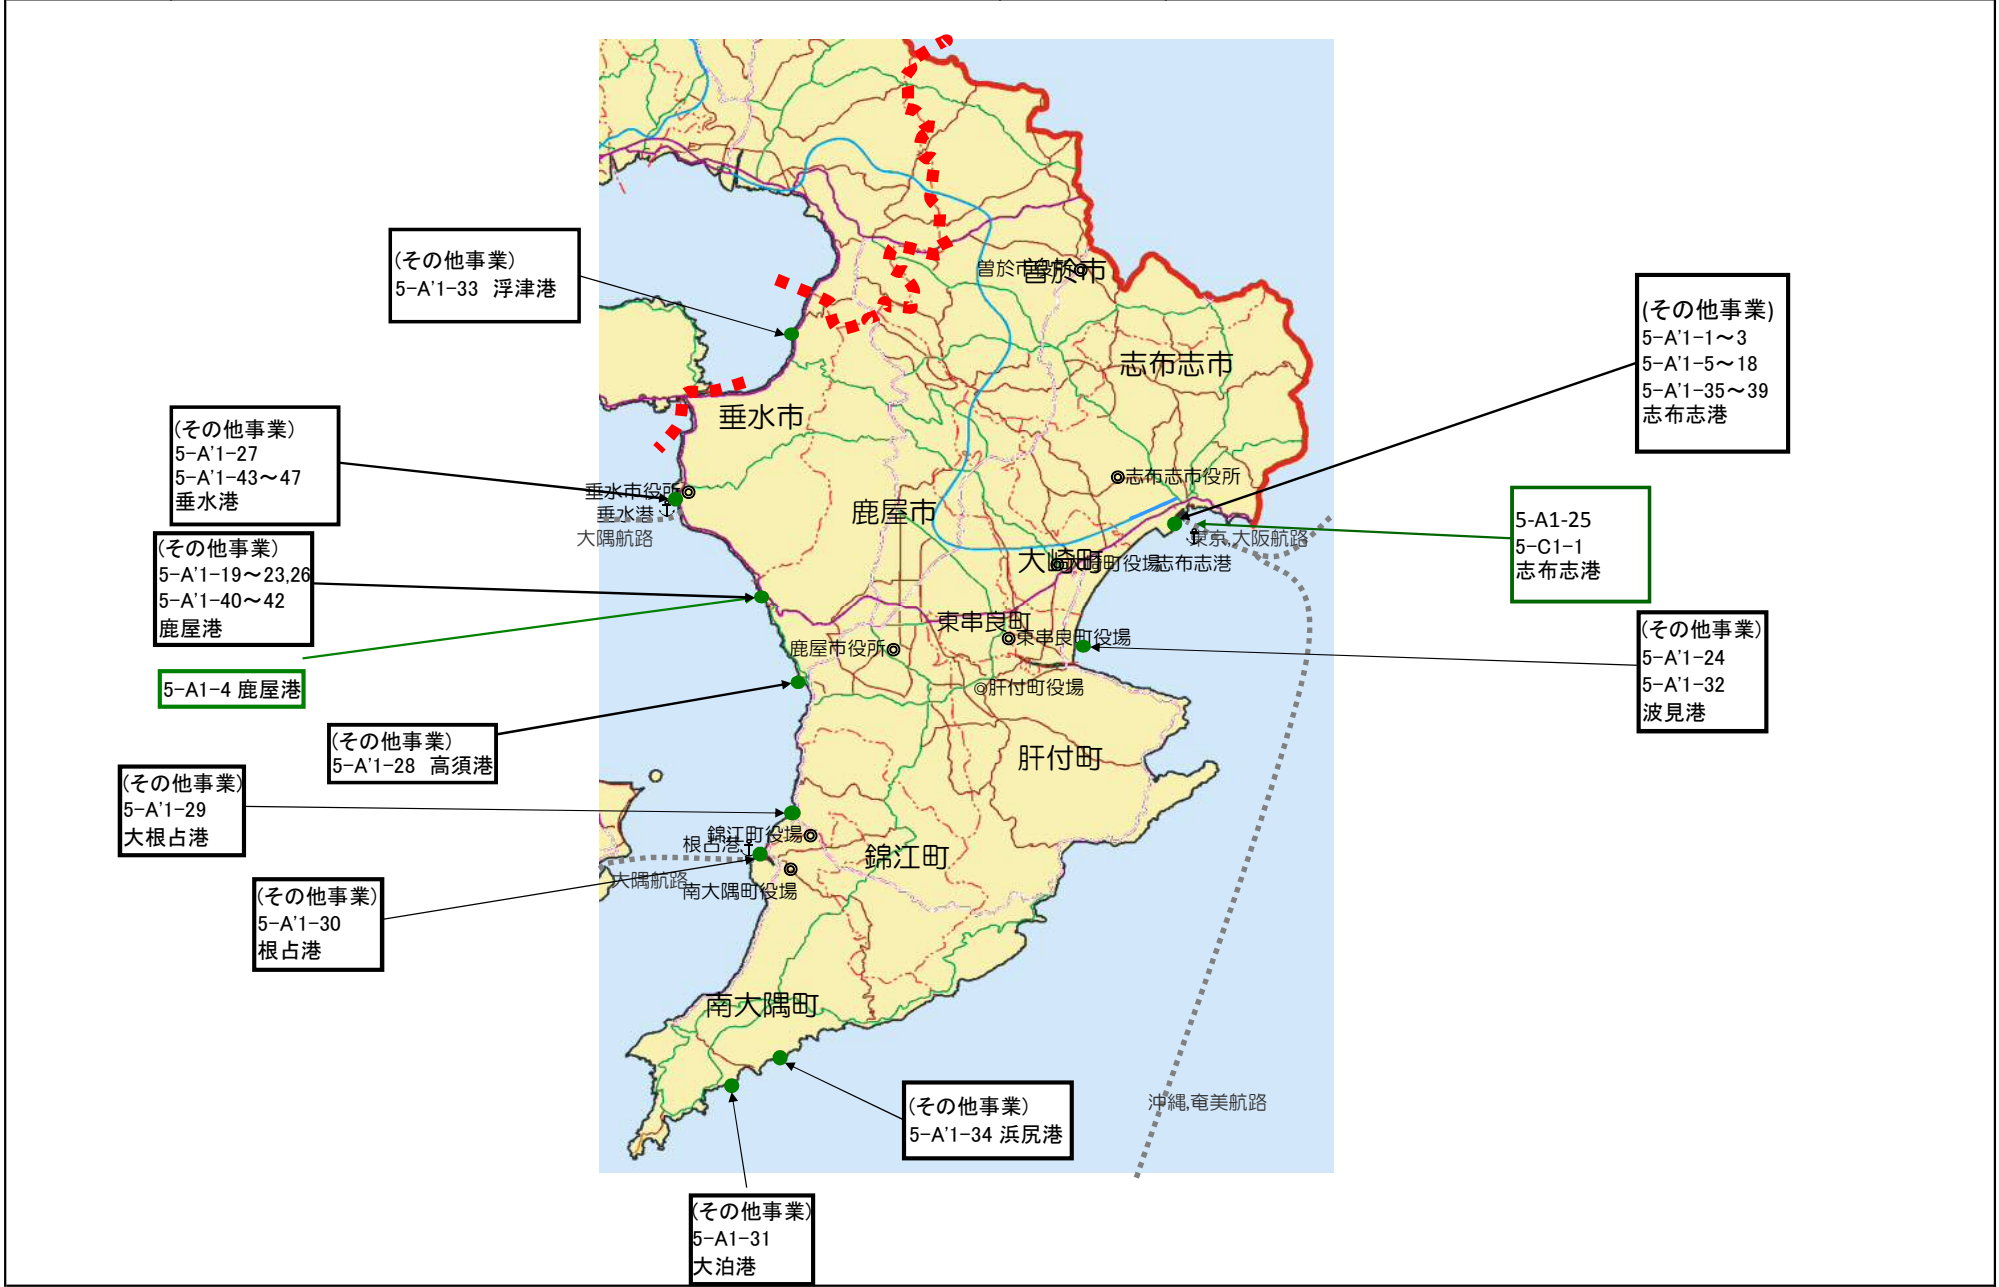 (その他事業)
5-A'1-33 浮津港
(その他事業)
5-A'1-27
5-A'1-43～47
垂水港
(その他事業)
5-A'1-19～23,26
5-A'1-40～42
鹿屋港
5-A1-4 鹿屋港
(その他事業)
5-A'1-28 高須港
(その他事業)
5-A'1-29
大根占港
(その他事業)
5-A'1-30
根占港
(その他事業)
5-A1-31
大泊港
(その他事業)
5-A'1-34 浜尻港
(その他事業)
5-A'1-1～3
5-A'1-5～18
5-A'1-35～39
志布志港
5-A1-25
5-C1-1
志布志港
(その他事業)
5-A'1-24
5-A'1-32
波見港
曽於市役所
曽於市
志布志市
垂水市
志布志市役所
垂水市役所
垂水港
大隅航路
鹿屋市
東京,大阪航路
大崎町
大崎町役場
志布志港
東串良町
東串良町役場
鹿屋市役所
肝付町役場
肝付町
錦江町役場
根占港
錦江町
大隅航路
南大隅町役場
南大隅町
沖縄,奄美航路